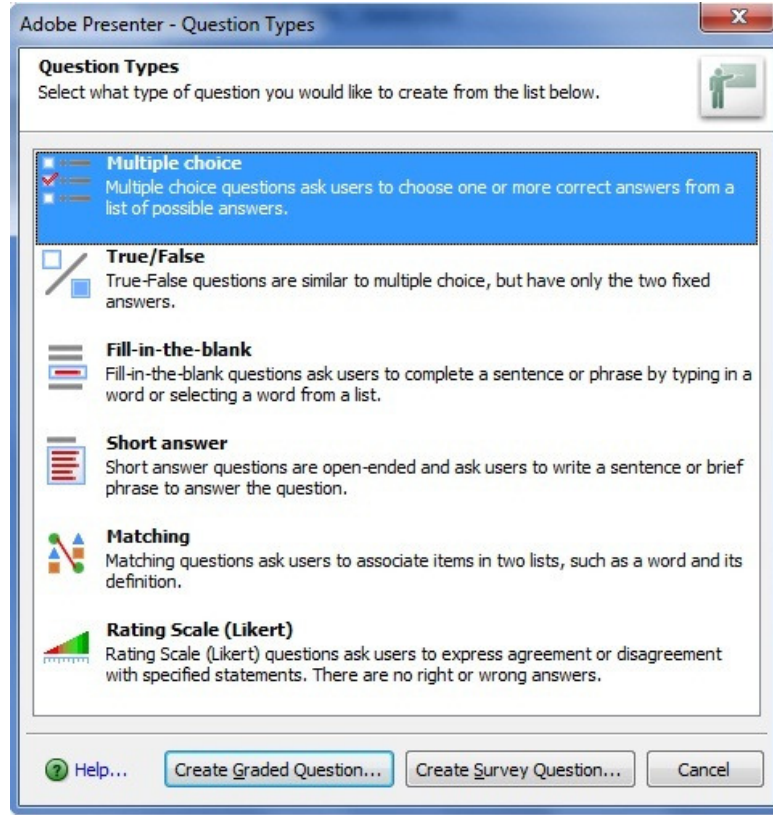 Adobe Presenter - Question Types
Question Types
Select what type of question you would like to create from the list below.
Multiple choice
Multiple choice questions ask users to choose one or more correct answers from a
list of possible answers.
True/False
True-False questions are similar to multiple choice, but have only the two fixed
answers.
Fill-in-the-blank
Fill-in-the-blank questions ask users to complete a sentence or phrase by typing in a
word or selecting a word from a list.
Short answer
Short answer questions are open-ended and ask users to write a sentence or brief
phrase to answer the question.
Matching
Matching questions ask users to associate items in two lists, such as a word and its
definition.
Rating Scale (Likert)
Rating Scale (Likert) questions ask users to express agreement or disagreement
with specified statements. There are no right or wrong answers.
Help... Create Graded Question... Create Survey Question... Cancel